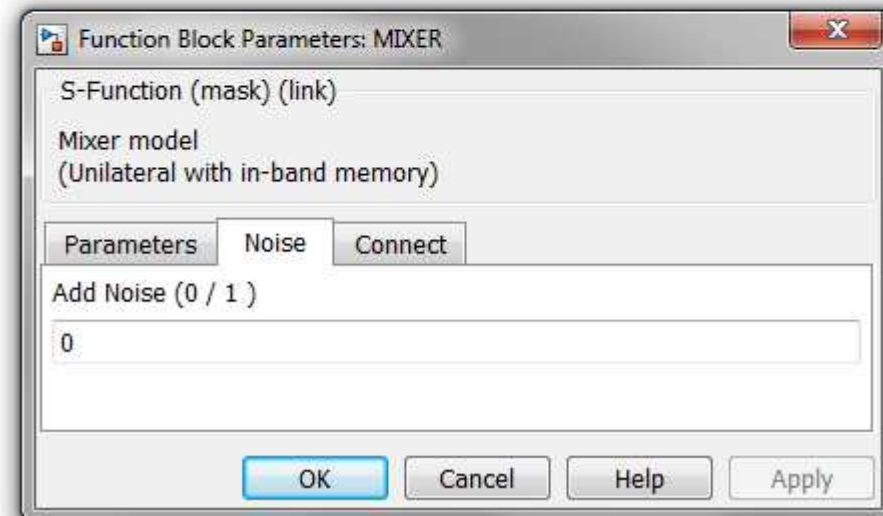 Function Block Parameters: MIXER
S-Function (mask) (link)
Mixer model
(Unilateral with in-band memory)
Parameters Noise Connect
Add Noise (0 / 1 )
0
OK Cancel Help Apply